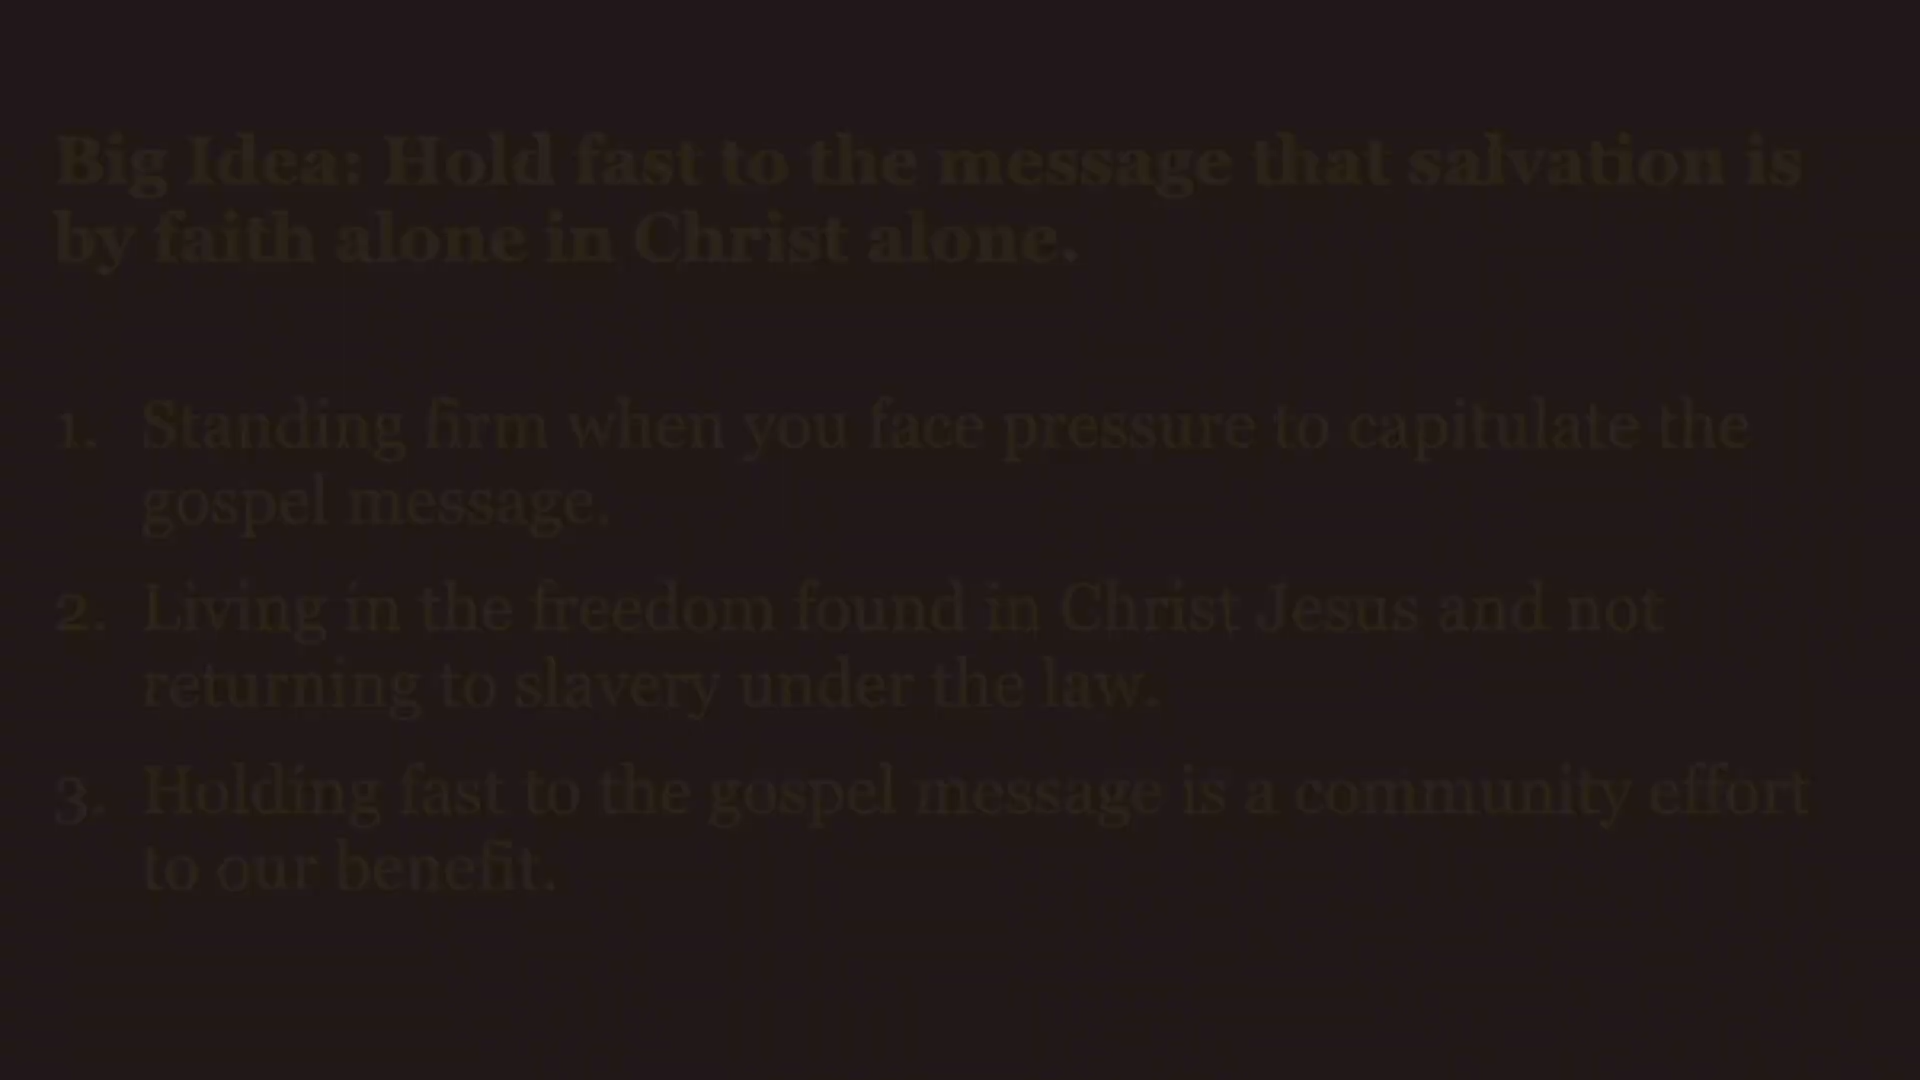 Big Idea: Hold fast to the message that salvation is
by faith alone in Christ alone.
1. Standing firm when you face pressure to capitulate the
gospel message.
2. Living in the freedom found in Christ Jesus and not
returning to slavery under the law.
3. Holding fast to the gospel message is a community effort
to our benefit.